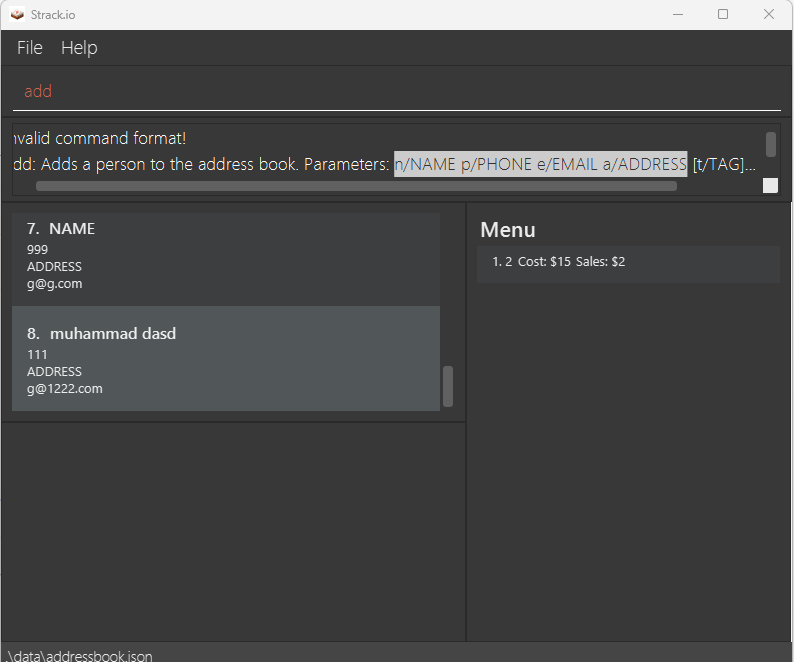 Strack.io
File Help
add
nvalid command format!
dd: Adds a person to the address book. Parameters: n/NAME p/PHONE e/EMAIL a/ADDRESS [t/TAG]...
7. NAME
999
ADDRESS
g@g.com
8. muhammad dasd
111
ADDRESS
g@1222.com
Menu
1. 2 Cost: $15 Sales: $2
.\data\addressbook.json